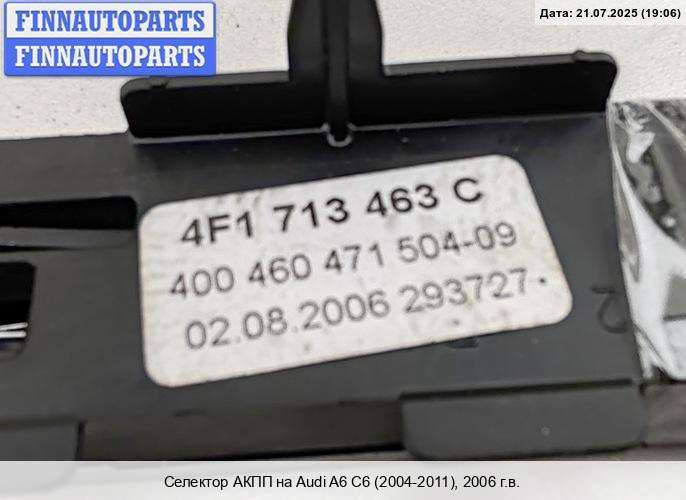 FINNAUTOPARTS
FINNAUTOPARTS
Дата: 21.07.2025 (19:06)
4F1 713 463 C
400 460 471 504-09
02.08.2006 293727.
2
Селектор АКПП на Audi A6 C6 (2004-2011), 2006 г.в.